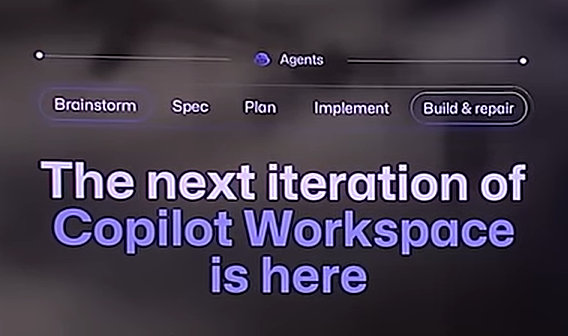 Agents
Brainstorm Spec Plan Implement Build & repair
The next iteration of
Copilot Workspace
is here